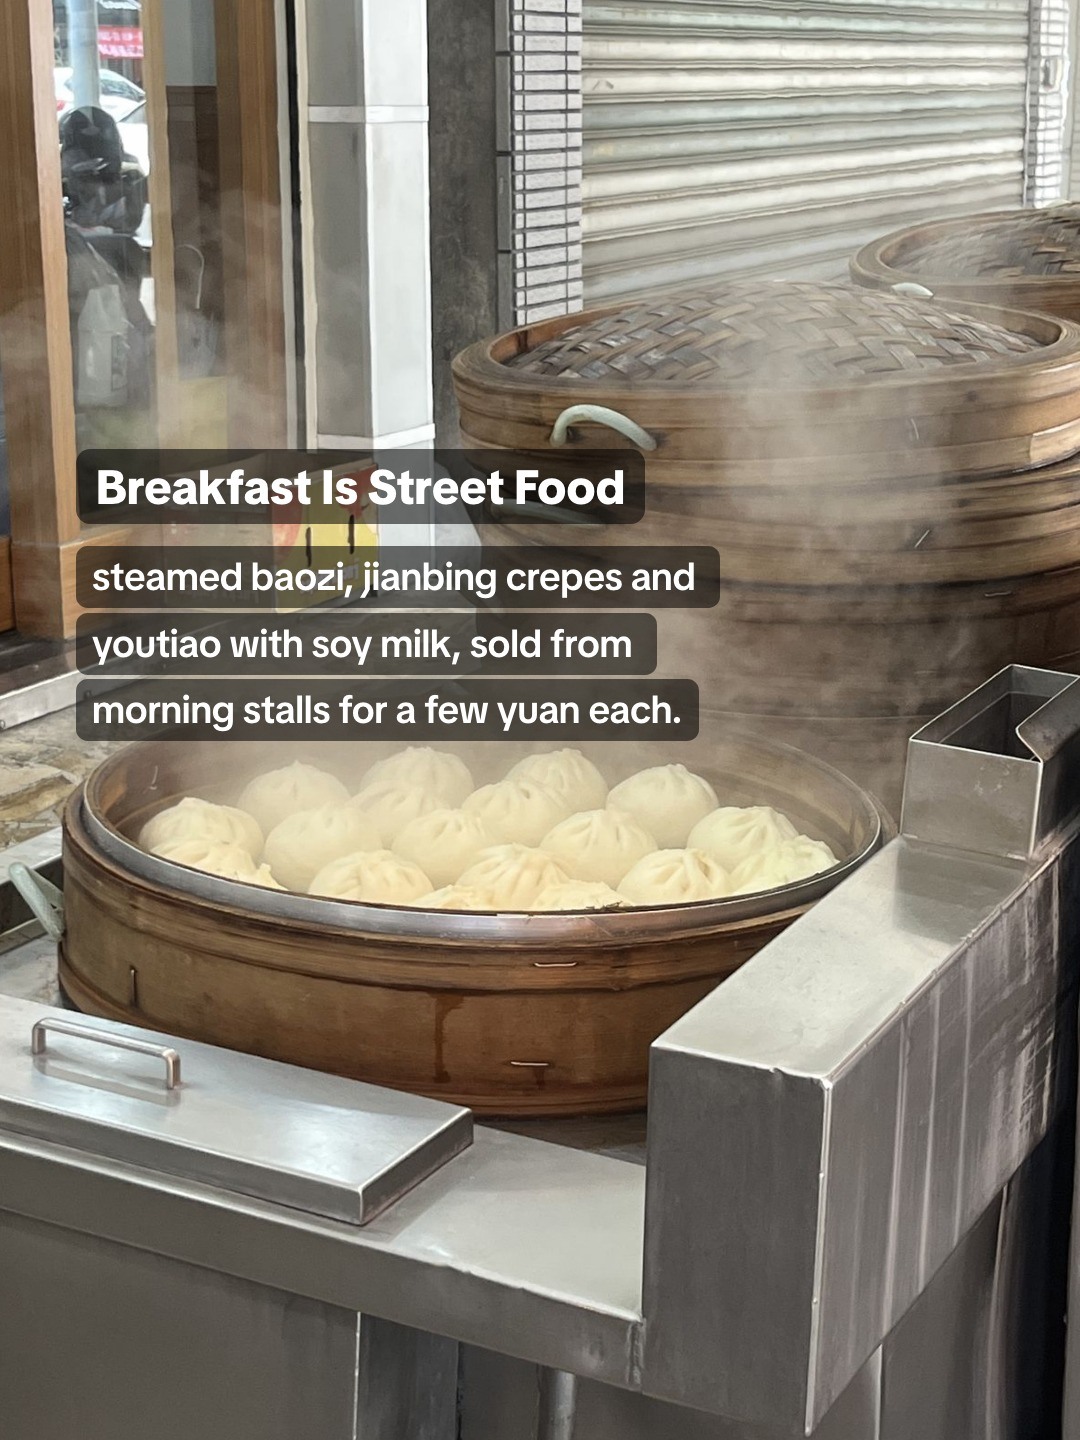 Breakfast Is Street Food
steamed baozi, jianbing crepes and
youtiao with soy milk, sold from
morning stalls for a few yuan each.